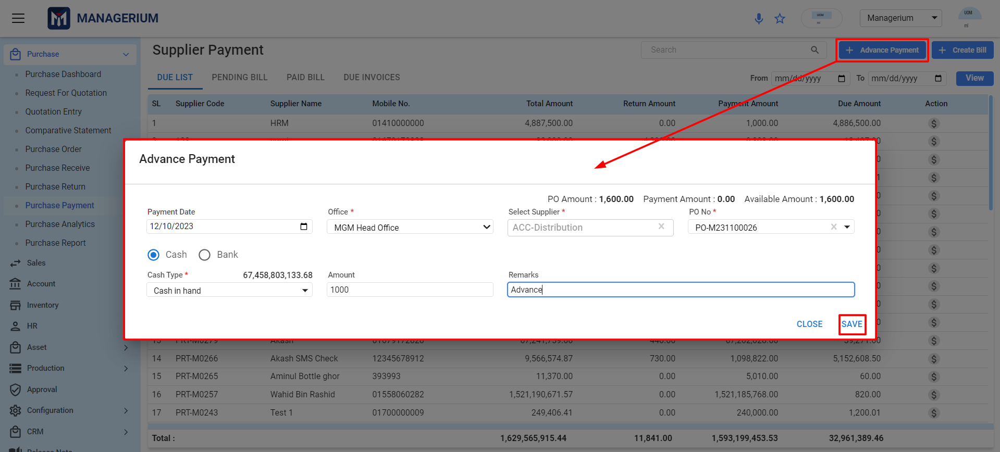 MANAGERIUM
UOM
ml
Managerium
UOM
ml
Purchase
Purchase Dashboard
Request For Quotation
Quotation Entry
Comparative Statement
Purchase Order
Purchase Receive
Purchase Return
Purchase Payment
Purchase Analytics
Purchase Report
Sales
Account
Inventory
HR
Asset
Production
Approval
Configuration
CRM
Release Note
Supplier Payment
Search
+ Advance Payment
+ Create Bill
DUE LIST PENDING BILL PAID BILL DUE INVOICES
From mm/dd/yyyy To mm/dd/yyyy View
SL Supplier Code Supplier Name Mobile No. Total Amount Return Amount Payment Amount Due Amount Action
1 HRM 01410000000 4,887,500.00 0.00 1,000.00 4,886,500.00 $
Advance Payment
PO Amount : 1,600.00 Payment Amount : 0.00 Available Amount : 1,600.00
Payment Date Office * Select Supplier * PO No *
12/10/2023 MGM Head Office ACC-Distribution PO-M231100026
Cash Bank
Cash Type * 67,458,803,133.68 Amount Remarks
Cash in hand 1000 Advance
CLOSE SAVE
14 PRT-M0266 Akash SMS Check 12345678912 9,566,574.87 730.00 1,098,822.00 5,152,608.50 $
15 PRT-M0265 Aminul Bottle ghor 393993 11,370.00 0.00 5,010.00 60.00 $
16 PRT-M0257 Wahid Bin Rashid 01558060282 1,521,190,671.57 0.00 1,521,185,768.00 820.00 $
17 PRT-M0243 Test 1 01700000009 249,406.41 0.00 240,000.00 1,200.01 $
Total : 1,629,565,915.44 11,841.00 1,593,199,453.53 32,961,389.46